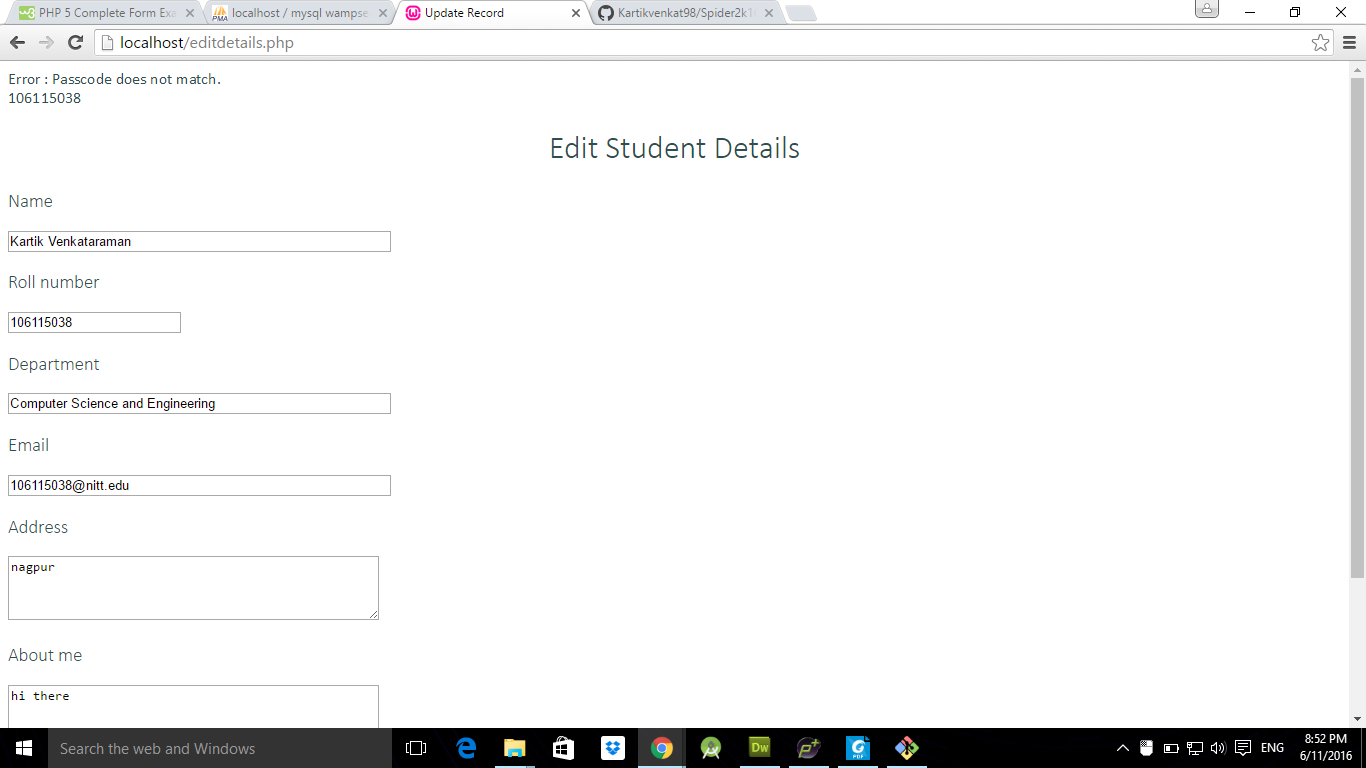 PHP 5 Complete Form Exa
localhost / mysql wampse
Update Record
Kartikvenkat98/Spider2k1
localhost/editdetails.php
Error : Passcode does not match.
106115038
Edit Student Details
Name
Kartik Venkataraman
Roll number
106115038
Department
Computer Science and Engineering
Email
106115038@nitt.edu
Address
nagpur
About me
hi there
Search the web and Windows
ENG
8:52 PM
6/11/2016
w3
PMA
Dw
PDF